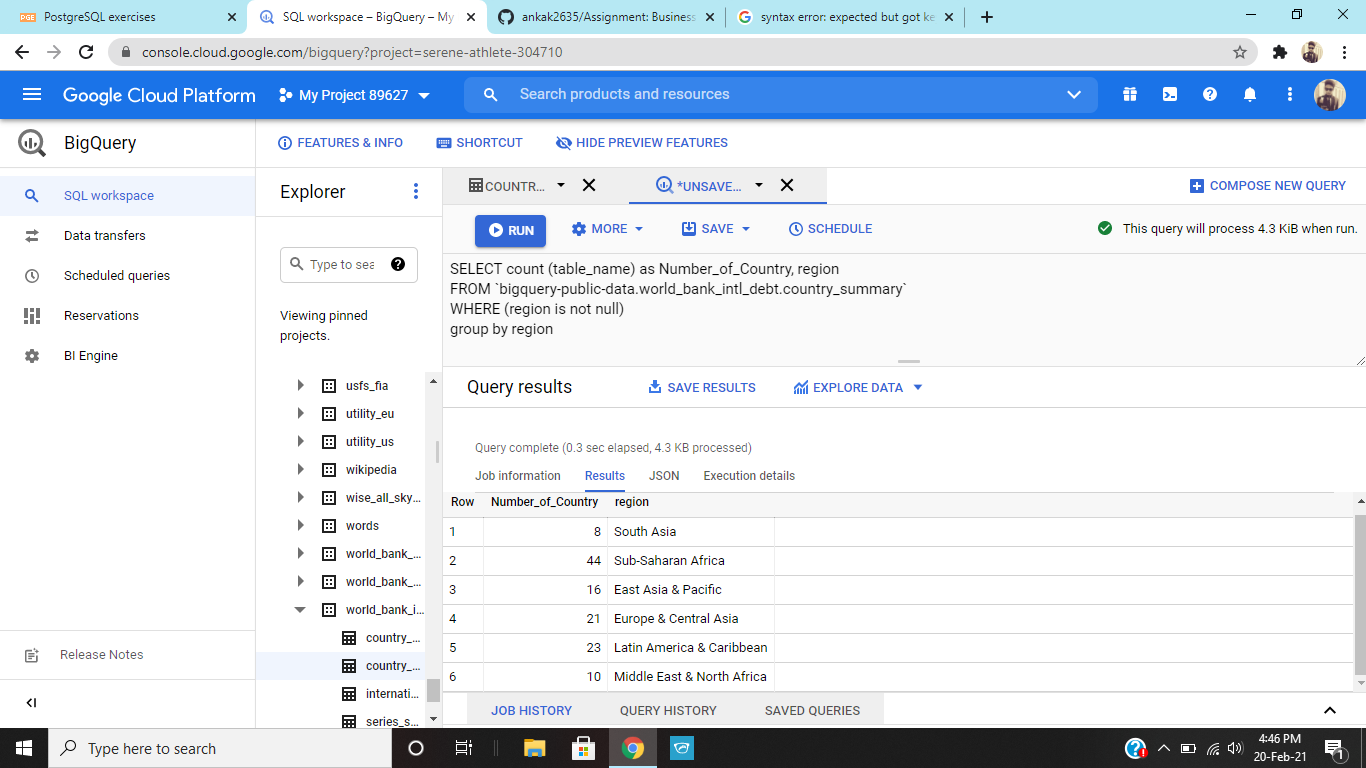 PGE PostgreSQL exercises
SQL workspace – BigQuery – My
ankak2635/Assignment: Business
syntax error: expected but got ke
console.cloud.google.com/bigquery?project=serene-athlete-304710
Google Cloud Platform
My Project 89627
Search products and resources
BigQuery
FEATURES & INFO
SHORTCUT
HIDE PREVIEW FEATURES
SQL workspace
Data transfers
Scheduled queries
Reservations
BI Engine
Release Notes
Explorer
Type to sea
Viewing pinned
projects.
usfs_fia
utility_eu
utility_us
wikipedia
wise_all_sky...
words
world_bank_...
world_bank_...
world_bank_i...
country_...
country_...
internati...
series_s...
COUNTR...
*UNSAVE...
COMPOSE NEW QUERY
RUN
MORE
SAVE
SCHEDULE
This query will process 4.3 KiB when run.
SELECT count (table_name) as Number_of_Country, region
FROM `bigquery-public-data.world_bank_intl_debt.country_summary`
WHERE (region is not null)
group by region
Query results
SAVE RESULTS
EXPLORE DATA
Query complete (0.3 sec elapsed, 4.3 KB processed)
Job information Results JSON Execution details
Row Number_of_Country region
1 8 South Asia
2 44 Sub-Saharan Africa
3 16 East Asia & Pacific
4 21 Europe & Central Asia
5 23 Latin America & Caribbean
6 10 Middle East & North Africa
JOB HISTORY QUERY HISTORY SAVED QUERIES
Type here to search
4:46 PM
20-Feb-21
1